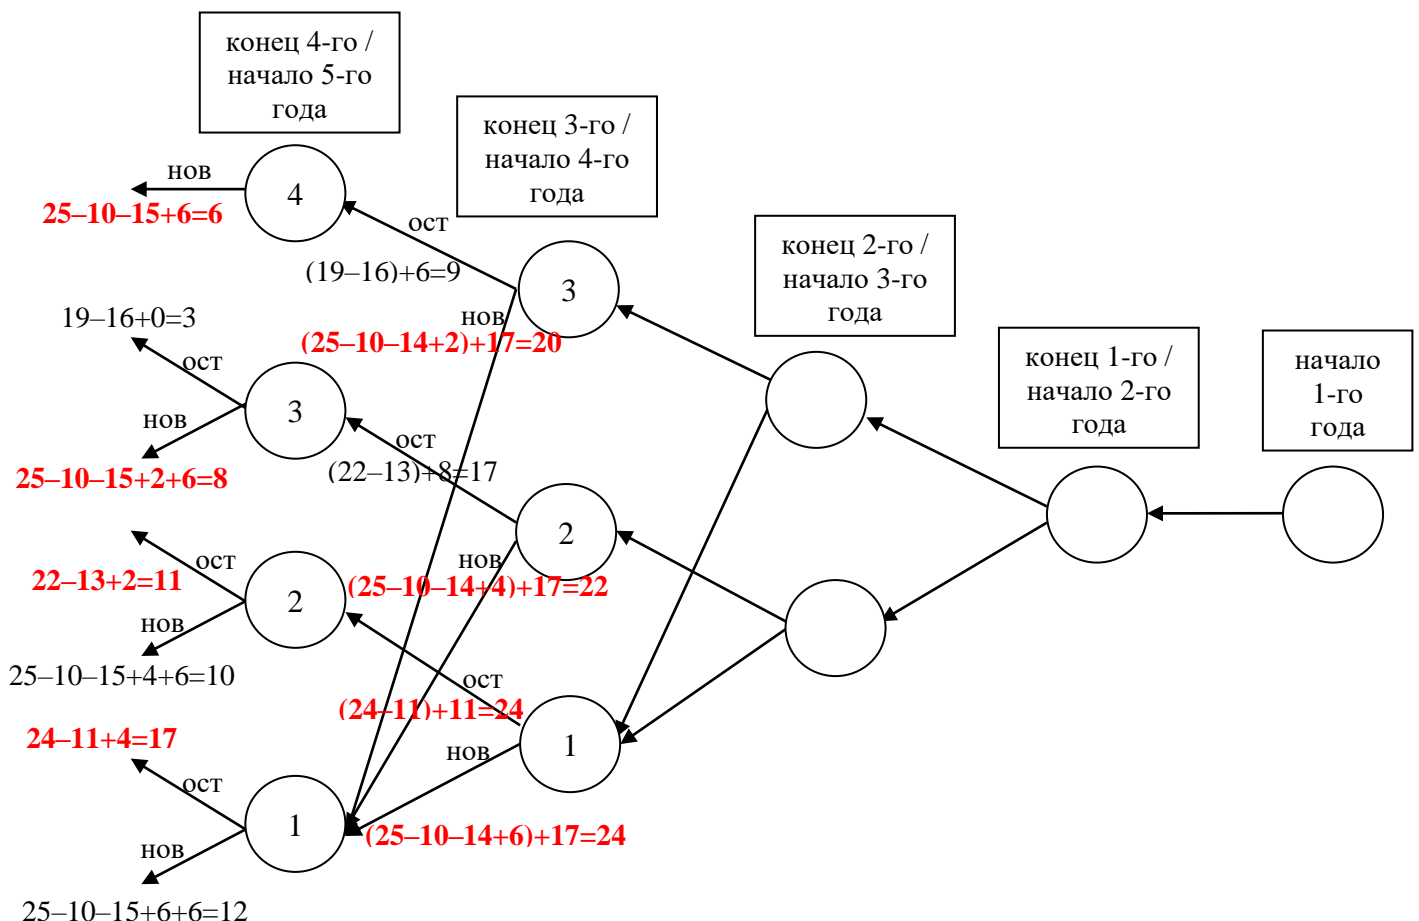 конец 4-го /
начало 5-го
года
конец 3-го /
начало 4-го
года
конец 2-го /
начало 3-го
года
конец 1-го /
начало 2-го
года
начало
1-го
года
нов
4
25–10–15+6=6
ост
(19–16)+6=9
3
нов
(25–10–14+2)+17=20
19–16+0=3
ост
3
нов
25–10–15+2+6=8
ост
(22–13)+8=17
2
нов
(25–10–14+4)+17=22
ост
22–13+2=11
2
нов
25–10–15+4+6=10
ост
(24–11)+11=24
1
нов
(25–10–14+6)+17=24
24–11+4=17
ост
1
нов
25–10–15+6+6=12